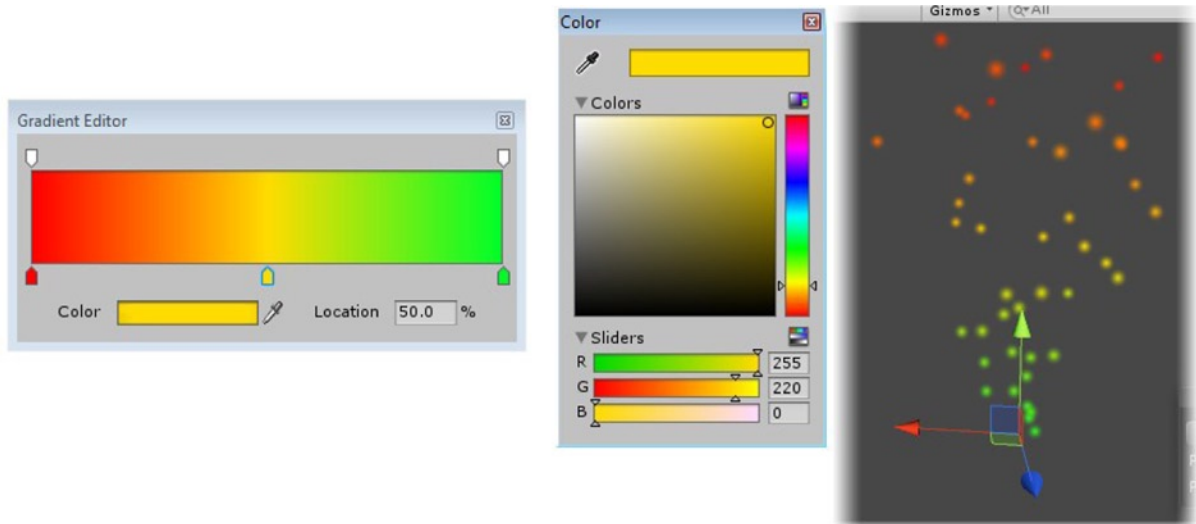 Gradient Editor
Color
Location
50.0
%
Color
Colors
Sliders
R
255
G
220
B
0
Gizmos
All